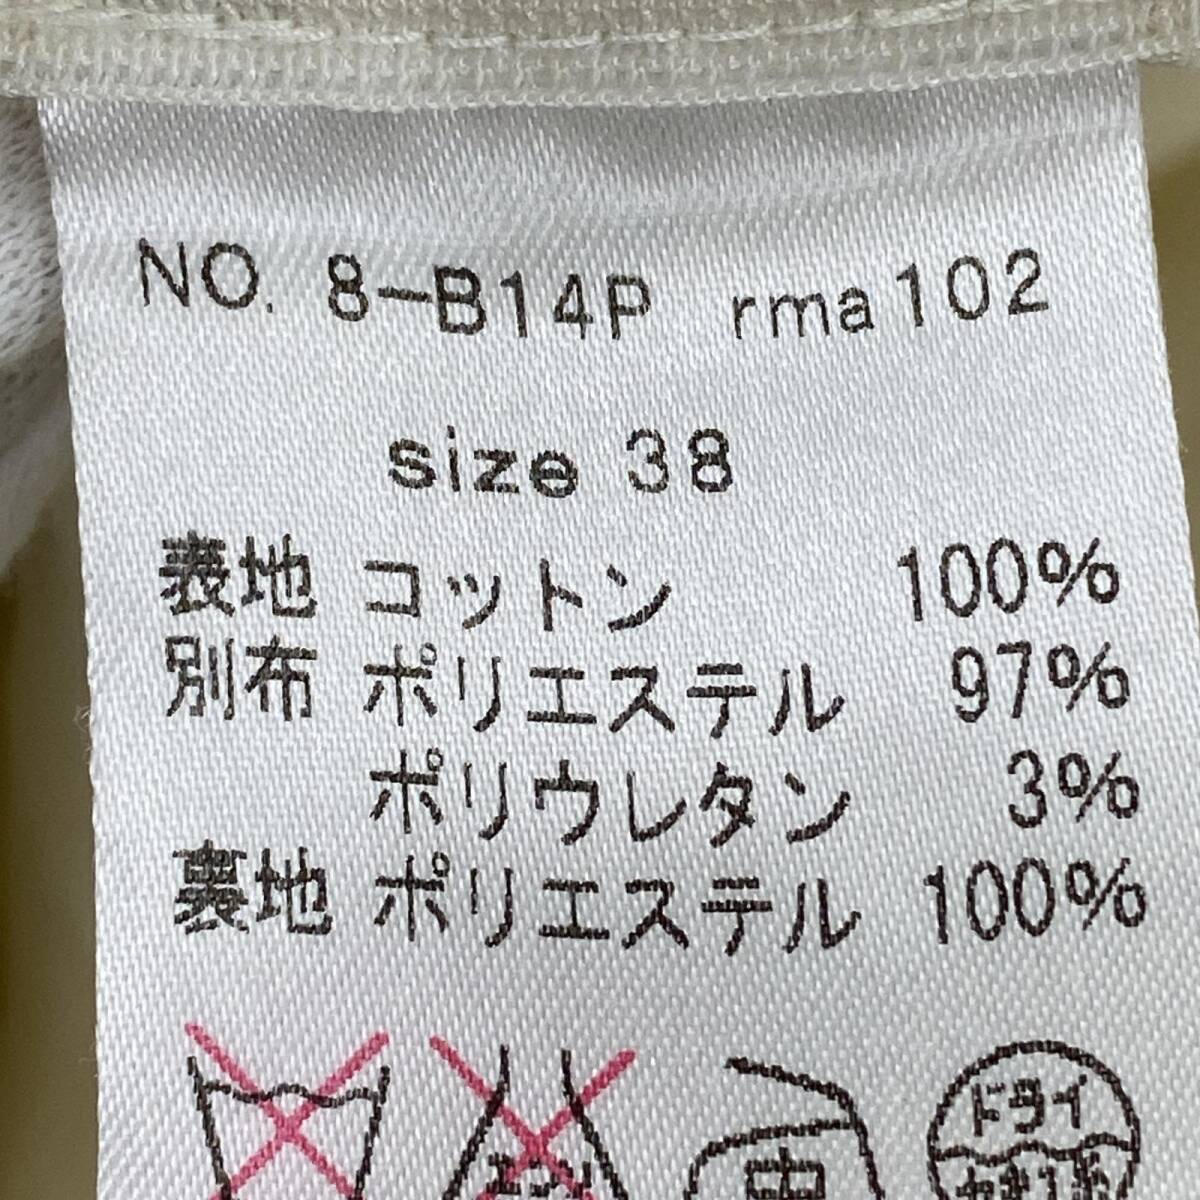 NO. 8-B14P rma102
size 38
表地 コットン 100%
別布 ポリエステル 97%
ポリウレタン 3%
裏地 ポリエステル 100%
中
ドライ